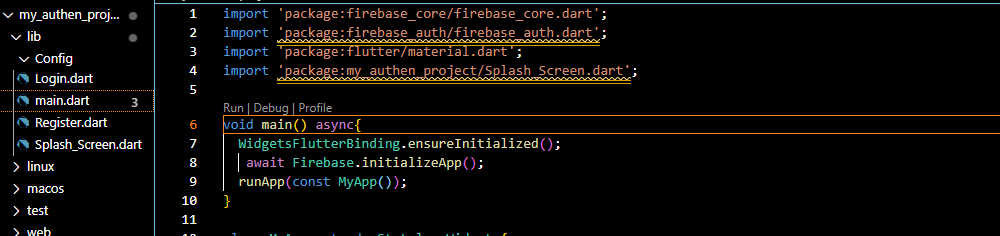 my_authen_proj...
lib
Config
Login.dart
main.dart 3
Register.dart
Splash_Screen.dart
linux
macos
test
web
1 import 'package:firebase_core/firebase_core.dart';
2 import 'package:firebase_auth/firebase_auth.dart';
3 import 'package:flutter/material.dart';
4 import 'package:my_authen_project/Splash_Screen.dart';
5
Run | Debug | Profile
6 void main() async{
7 WidgetsFlutterBinding.ensureInitialized();
8 await Firebase.initializeApp();
9 runApp(const MyApp());
10 }
11